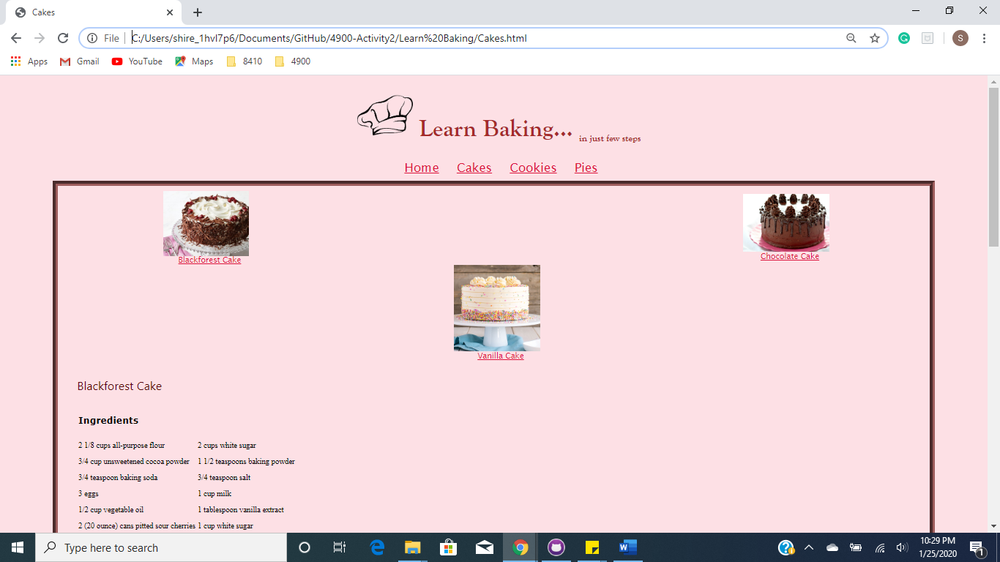 Cakes
File
C:/Users/shire_1hvl7p6/Documents/GitHub/4900-Activity2/Learn%20Baking/Cakes.html
S
Apps Gmail YouTube Maps 8410 4900
Learn Baking... in just few steps
Home Cakes Cookies Pies
Blackforest Cake
Chocolate Cake
Vanilla Cake
Blackforest Cake
Ingredients
2 1/8 cups all-purpose flour 2 cups white sugar
3/4 cup unsweetened cocoa powder 1 1/2 teaspoons baking powder
3/4 teaspoon baking soda 3/4 teaspoon salt
3 eggs 1 cup milk
1/2 cup vegetable oil 1 tablespoon vanilla extract
2 (20 ounce) cans pitted sour cherries 1 cup white sugar
Type here to search
10:29 PM
1/25/2020
1